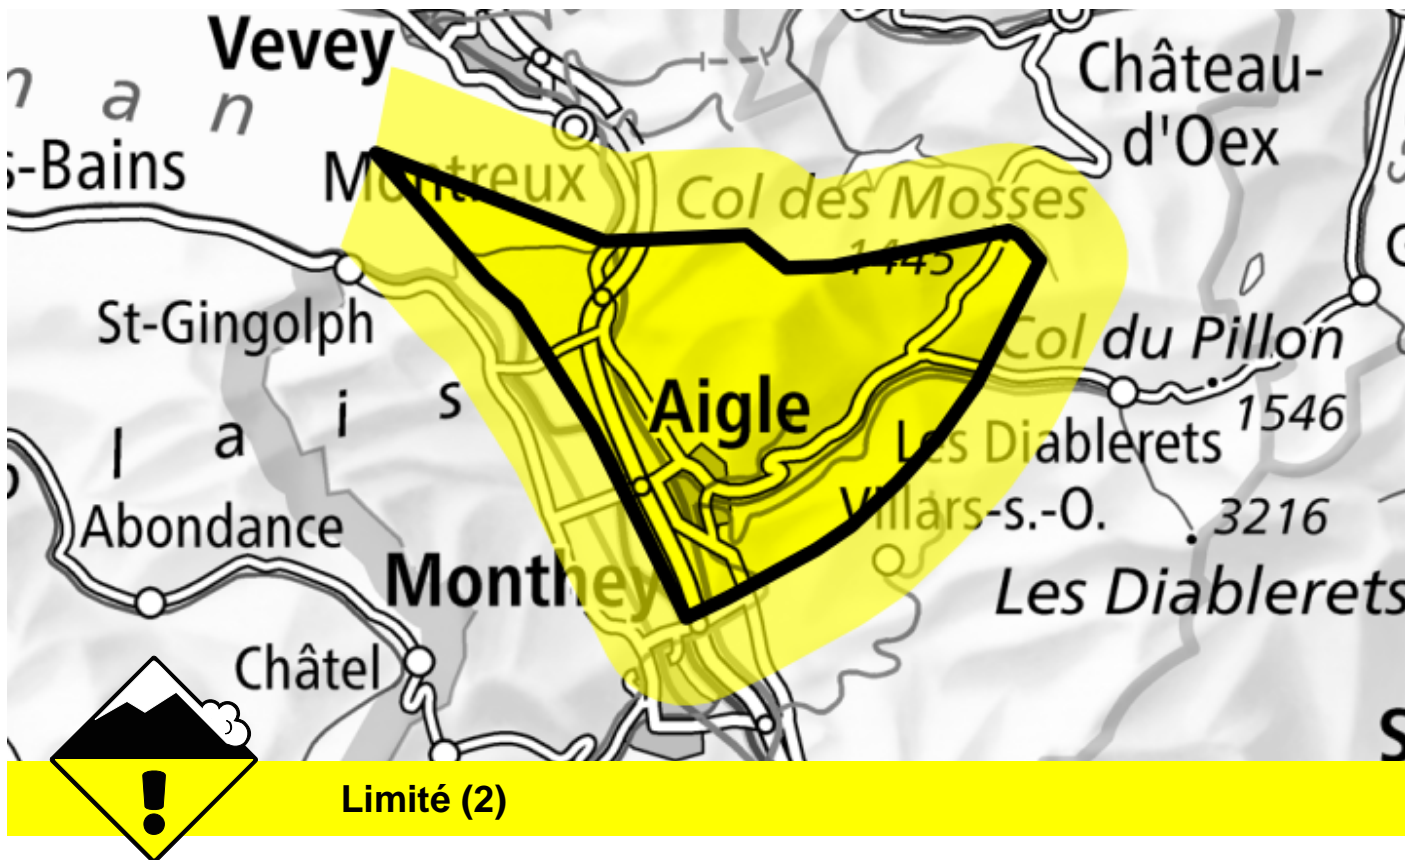 Vevey
Château-
d'Oex
n a n
s-Bains
Montreux
Col des Mosses
1445
St-Gingolph
Col du Pillon
1546
Aigle
l a i s
Les Diablerets
Villars-s.-O.
3216
Abondance
Monthey
Les Diablerets
Châtel
S
Limité (2)